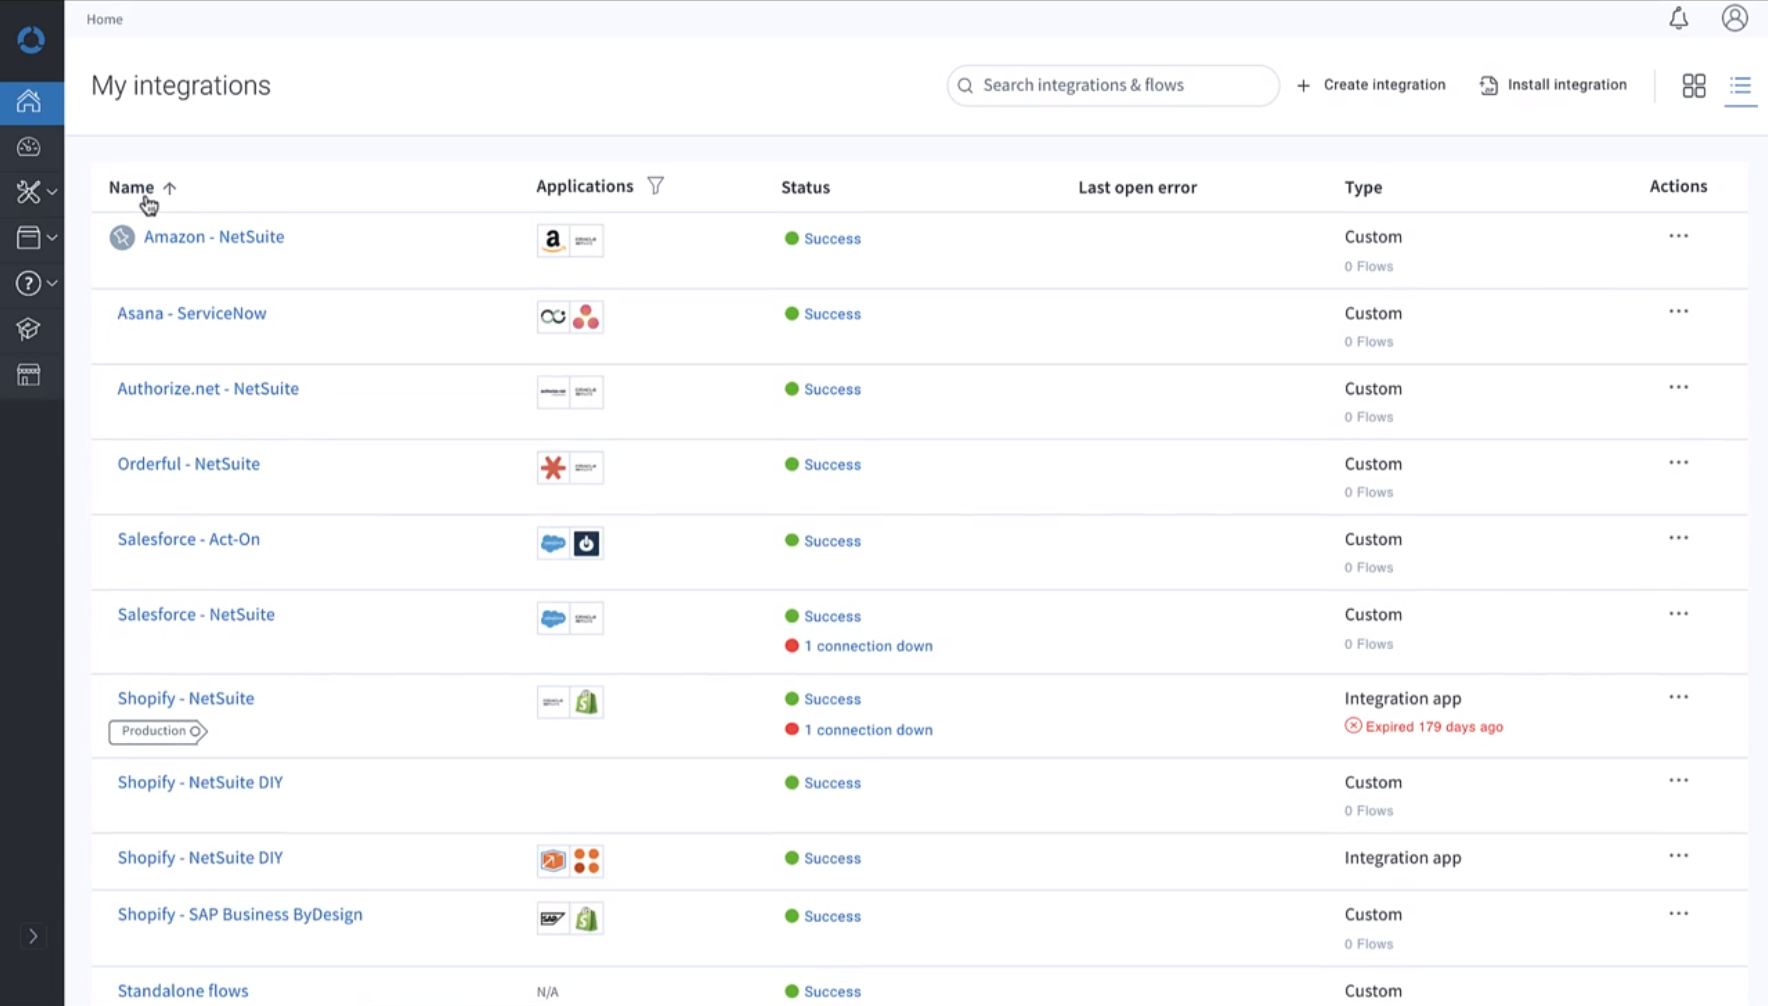 Home
My integrations
Search integrations & flows
+ Create integration
Install integration
Name ↑ Applications Status Last open error Type Actions
Amazon - NetSuite Success Custom ...
0 Flows
Asana - ServiceNow Success Custom ...
0 Flows
Authorize.net - NetSuite Success Custom ...
0 Flows
Orderful - NetSuite Success Custom ...
0 Flows
Salesforce - Act-On Success Custom ...
0 Flows
Salesforce - NetSuite Success Custom ...
1 connection down 0 Flows
Shopify - NetSuite Success Integration app ...
Production 1 connection down Expired 179 days ago
Shopify - NetSuite DIY Success Custom ...
0 Flows
Shopify - NetSuite DIY Success Integration app ...
Shopify - SAP Business ByDesign SAP Success Custom ...
0 Flows
Standalone flows N/A Success Custom